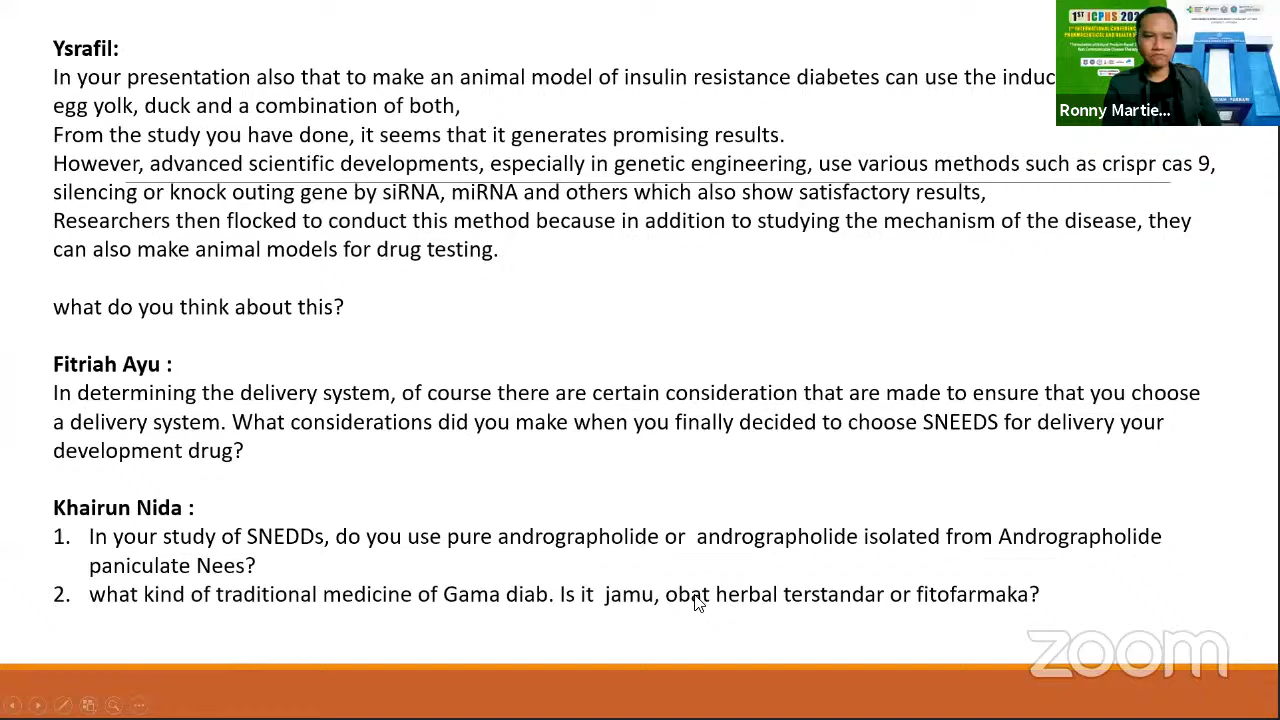 Ysrafil:
In your presentation also that to make an animal model of insulin resistance diabetes can use the
egg yolk, duck and a combination of both,
From the study you have done, it seems that it generates promising results.
However, advanced scientific developments, especially in genetic engineering, use various methods such as crispr cas 9,
silencing or knock outing gene by siRNA, miRNA and others which also show satisfactory results,
Researchers then flocked to conduct this method because in addition to studying the mechanism of the disease, they
can also make animal models for drug testing.
what do you think about this?
Fitriah Ayu :
In determining the delivery system, of course there are certain consideration that are made to ensure that you choose
a delivery system. What considerations did you make when you finally decided to choose SNEEDS for delivery your
development drug?
Khairun Nida :
1. In your study of SNEDDs, do you use pure andrographolide or andrographolide isolated from Andrographolide
paniculate Nees?
2. what kind of traditional medicine of Gama diab. Is it jamu, obat herbal terstandar or fitofarmaka?
1ST ICPHS
Ronny Martie...
zoom